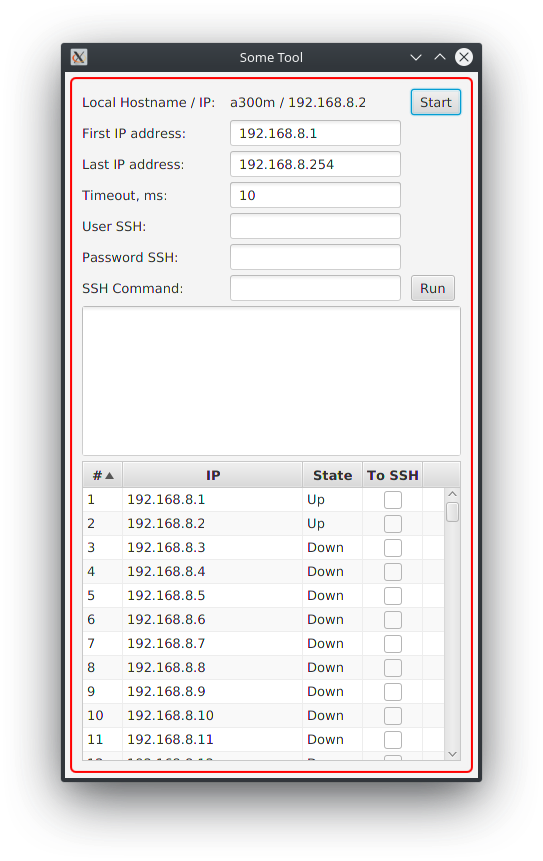 Some Tool
Local Hostname / IP: a300m / 192.168.8.2 Start
First IP address: 192.168.8.1
Last IP address: 192.168.8.254
Timeout, ms: 10
User SSH:
Password SSH:
SSH Command: Run
# IP State To SSH
1 192.168.8.1 Up
2 192.168.8.2 Up
3 192.168.8.3 Down
4 192.168.8.4 Down
5 192.168.8.5 Down
6 192.168.8.6 Down
7 192.168.8.7 Down
8 192.168.8.8 Down
9 192.168.8.9 Down
10 192.168.8.10 Down
11 192.168.8.11 Down